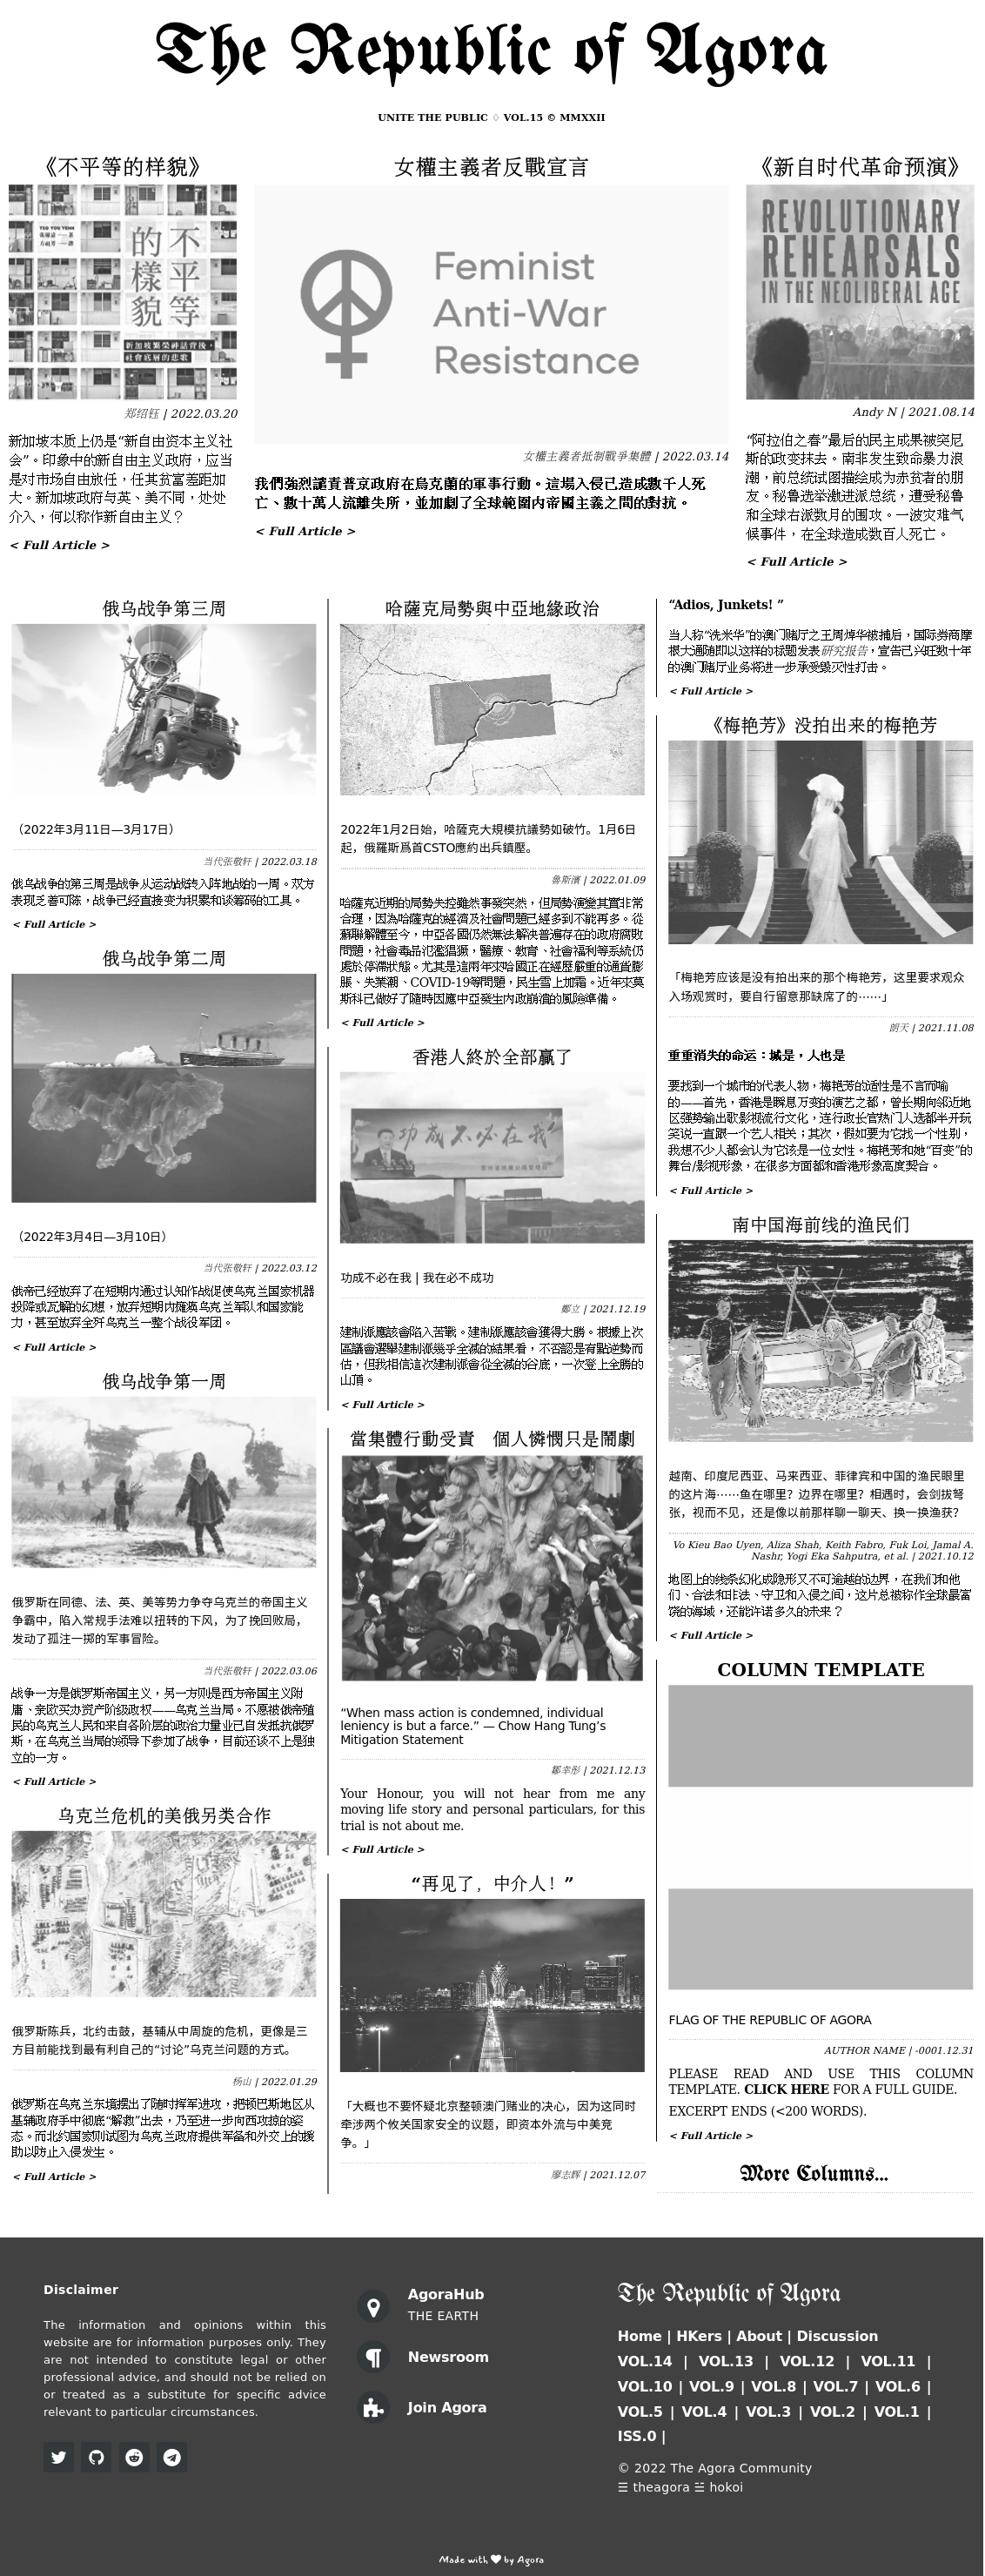 The Republic of Agora
UNITE THE PUBLIC ♢ VOL.15 © MMXXII
《不平等的样貌》
不平等
的樣貌
TEO YOU YENN
新加坡繁榮神話背後，
社會底層的悲歌
郑绍钰 | 2022.03.20
新加坡本质上仍是“新自由资本主义社
会”。印象中的新自由主义政府，应当
是对市场自由放任，任其贫富差距加
大。新加坡政府与英、美不同，处处
介入，何以称作新自由主义？
< Full Article >
女權主義者反戰宣言
Feminist
Anti-War
Resistance
女權主義者抵制戰爭集體 | 2022.03.14
我們強烈譴責普京政府在烏克蘭的軍事行動。這場入侵已造成數千人死
亡、數十萬人流離失所，並加劇了全球範圍内帝國主義之間的對抗。
< Full Article >
《新自时代革命预演》
REVOLUTIONARY
REHEARSALS
IN THE NEOLIBERAL AGE
Andy N | 2021.08.14
“阿拉伯之春”最后的民主成果被突尼
斯的政变抹去。南非发生致命暴力浪
潮，前总统试图描绘成为赤贫者的朋
友。秘鲁选举激进派总统，遭受秘鲁
和全球右派数月的围攻。一波灾难气
候事件，在全球造成数百人死亡。
< Full Article >
俄乌战争第三周
（2022年3月11日—3月17日）
当代张敬轩 | 2022.03.18
俄乌战争的第三周是战争从运动战转入阵地战的一周。双方
表现乏善可陈，战争已经直接变为积累和谈筹码的工具。
< Full Article >
俄乌战争第二周
（2022年3月4日—3月10日）
当代张敬轩 | 2022.03.12
俄帝已经放弃了在短期内通过认知作战促使乌克兰国家机器
投降或瓦解的幻想，放弃短期内瘫痪乌克兰军队和国家能
力，甚至放弃全歼乌克兰一整个战役军团。
< Full Article >
俄乌战争第一周
俄罗斯在同德、法、英、美等势力争夺乌克兰的帝国主义
争霸中，陷入常规手法难以扭转的下风，为了挽回败局，
发动了孤注一掷的军事冒险。
当代张敬轩 | 2022.03.06
战争一方是俄罗斯帝国主义，另一方则是西方帝国主义附
庸、亲欧买办资产阶级政权——乌克兰当局。不愿被俄帝殖
民的乌克兰人民和来自各阶层的政治力量业已自发抵抗俄罗
斯，在乌克兰当局的领导下参加了战争，目前还谈不上是独
立的一方。
< Full Article >
乌克兰危机的美俄另类合作
俄罗斯陈兵，北约击鼓，基辅从中周旋的危机，更像是三
方目前能找到最有利自己的“讨论”乌克兰问题的方式。
杨山 | 2022.01.29
俄罗斯在乌克兰东境摆出了随时挥军进攻，把顿巴斯地区从
基辅政府手中彻底“解救”出去，乃至进一步向西攻掠的姿
态。而北约国家则试图为乌克兰政府提供军备和外交上的援
助以防止入侵发生。
< Full Article >
哈薩克局勢與中亞地緣政治
2022年1月2日始，哈薩克大規模抗議勢如破竹。1月6日
起，俄羅斯爲首CSTO應約出兵鎮壓。
魯斯濱 | 2022.01.09
哈薩克近期的局勢失控雖然事發突然，但局勢演變其實非常
合理，因為哈薩克的經濟及社會問題已經多到不能再多。從
蘇聯解體至今，中亞各國仍然無法解決普遍存在的政府腐敗
問題，社會毒品氾濫猖獗，醫療、教育、社會福利等系統仍
處於停滯狀態。尤其是這兩年來哈國正在經歷嚴重的通貨膨
脹、失業潮、COVID-19等問題，民生雪上加霜。近年來莫
斯科已做好了隨時因應中亞發生内政崩潰的風險準備。
< Full Article >
香港人終於全部贏了
功成不必在我
功成不必在我 | 我在必不成功
鄭立 | 2021.12.19
建制派應該會陷入苦戰。建制派應該會獲得大勝。根據上次
區議會選舉建制派幾乎全滅的結果看，不否認是有點逆勢而
估，但我相信這次建制派會從全滅的谷底，一次登上全勝的
山頂。
< Full Article >
當集體行動受責　個人憐憫只是鬧劇
“When mass action is condemned, individual
leniency is but a farce.” — Chow Hang Tung’s
Mitigation Statement
鄒幸彤 | 2021.12.13
Your Honour, you will not hear from me any
moving life story and personal particulars, for this
trial is not about me.
< Full Article >
“再见了，中介人！”
「大概也不要怀疑北京整顿澳门赌业的决心，因为这同时
牵涉两个攸关国家安全的议题，即资本外流与中美竞
争。」
廖志辉 | 2021.12.07
“Adios, Junkets! ”
当人称“洗米华”的澳门赌厅之王周焯华被捕后，国际券商摩
根大通随即以这样的标题发表研究报告，宣告已兴旺数十年
的澳门赌厅业务将进一步承受毁灭性打击。
< Full Article >
《梅艳芳》没拍出来的梅艳芳
「梅艳芳应该是没有拍出来的那个梅艳芳，这里要求观众
入场观赏时，要自行留意那缺席了的⋯⋯」
朗天 | 2021.11.08
重重消失的命运：城是，人也是
要找到一个城市的代表人物，梅艳芳的适性是不言而喻
的——首先，香港是瞬息万变的演艺之都，曾长期向邻近地
区强势输出歌影视流行文化，连行政长官热门人选都半开玩
笑说一直跟一个艺人相关；其次，假如要为它找一个性别，
我想不少人都会认为它该是一位女性。梅艳芳和她“百变”的
舞台/影视形象，在很多方面都和香港形象高度契合。
< Full Article >
南中国海前线的渔民们
越南、印度尼西亚、马来西亚、菲律宾和中国的渔民眼里
的这片海⋯⋯鱼在哪里？边界在哪里？相遇时，会剑拔弩
张，视而不见，还是像以前那样聊一聊天、换一换渔获？
Vo Kieu Bao Uyen, Aliza Shah, Keith Fabro, Fuk Loi, Jamal A.
Nashr, Yogi Eka Sahputra, et al. | 2021.10.12
地图上的线条幻化成隐形又不可逾越的边界，在我们和他
们、合法和非法、守卫和入侵之间，这片总被称作全球最富
饶的海域，还能许诺多久的未来？
< Full Article >
COLUMN TEMPLATE
FLAG OF THE REPUBLIC OF AGORA
AUTHOR NAME | -0001.12.31
PLEASE READ AND USE THIS COLUMN
TEMPLATE. CLICK HERE FOR A FULL GUIDE.
EXCERPT ENDS (<200 WORDS).
< Full Article >
More Columns...
Disclaimer
The information and opinions within this
website are for information purposes only. They
are not intended to constitute legal or other
professional advice, and should not be relied on
or treated as a substitute for specific advice
relevant to particular circumstances.
AgoraHub
THE EARTH
Newsroom
Join Agora
The Republic of Agora
Home | HKers | About | Discussion
VOL.14 | VOL.13 | VOL.12 | VOL.11 |
VOL.10 | VOL.9 | VOL.8 | VOL.7 | VOL.6 |
VOL.5 | VOL.4 | VOL.3 | VOL.2 | VOL.1 |
ISS.0 |
© 2022 The Agora Community
☰ theagora ☱ hokoi
Made with ♥ by Agora